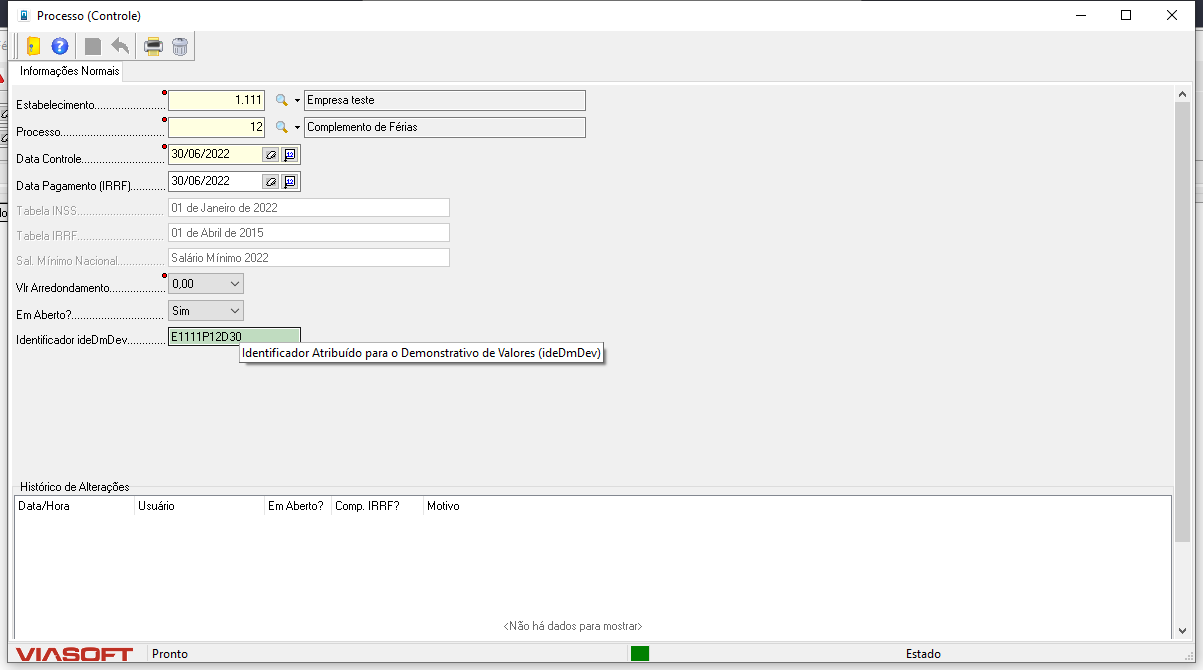 Processo (Controle)
Informações Normais
Estabelecimento........................ 1.111 Empresa teste
Processo.................................. 12 Complemento de Férias
Data Controle............................ 30/06/2022
Data Pagamento (IRRF)............ 30/06/2022
Tabela INSS............................. 01 de Janeiro de 2022
Tabela IRRF............................. 01 de Abril de 2015
Sal. Mínimo Nacional................ Salário Mínimo 2022
Vlr Arredondamento................... 0,00
Em Aberto?............................... Sim
Identificador ideDmDev............. E1111P12D30
Identificador Atribuído para o Demonstrativo de Valores (ideDmDev)
Histórico de Alterações
Data/Hora Usuário Em Aberto? Comp. IRRF? Motivo
<Não há dados para mostrar>
VIASOFT Pronto Estado